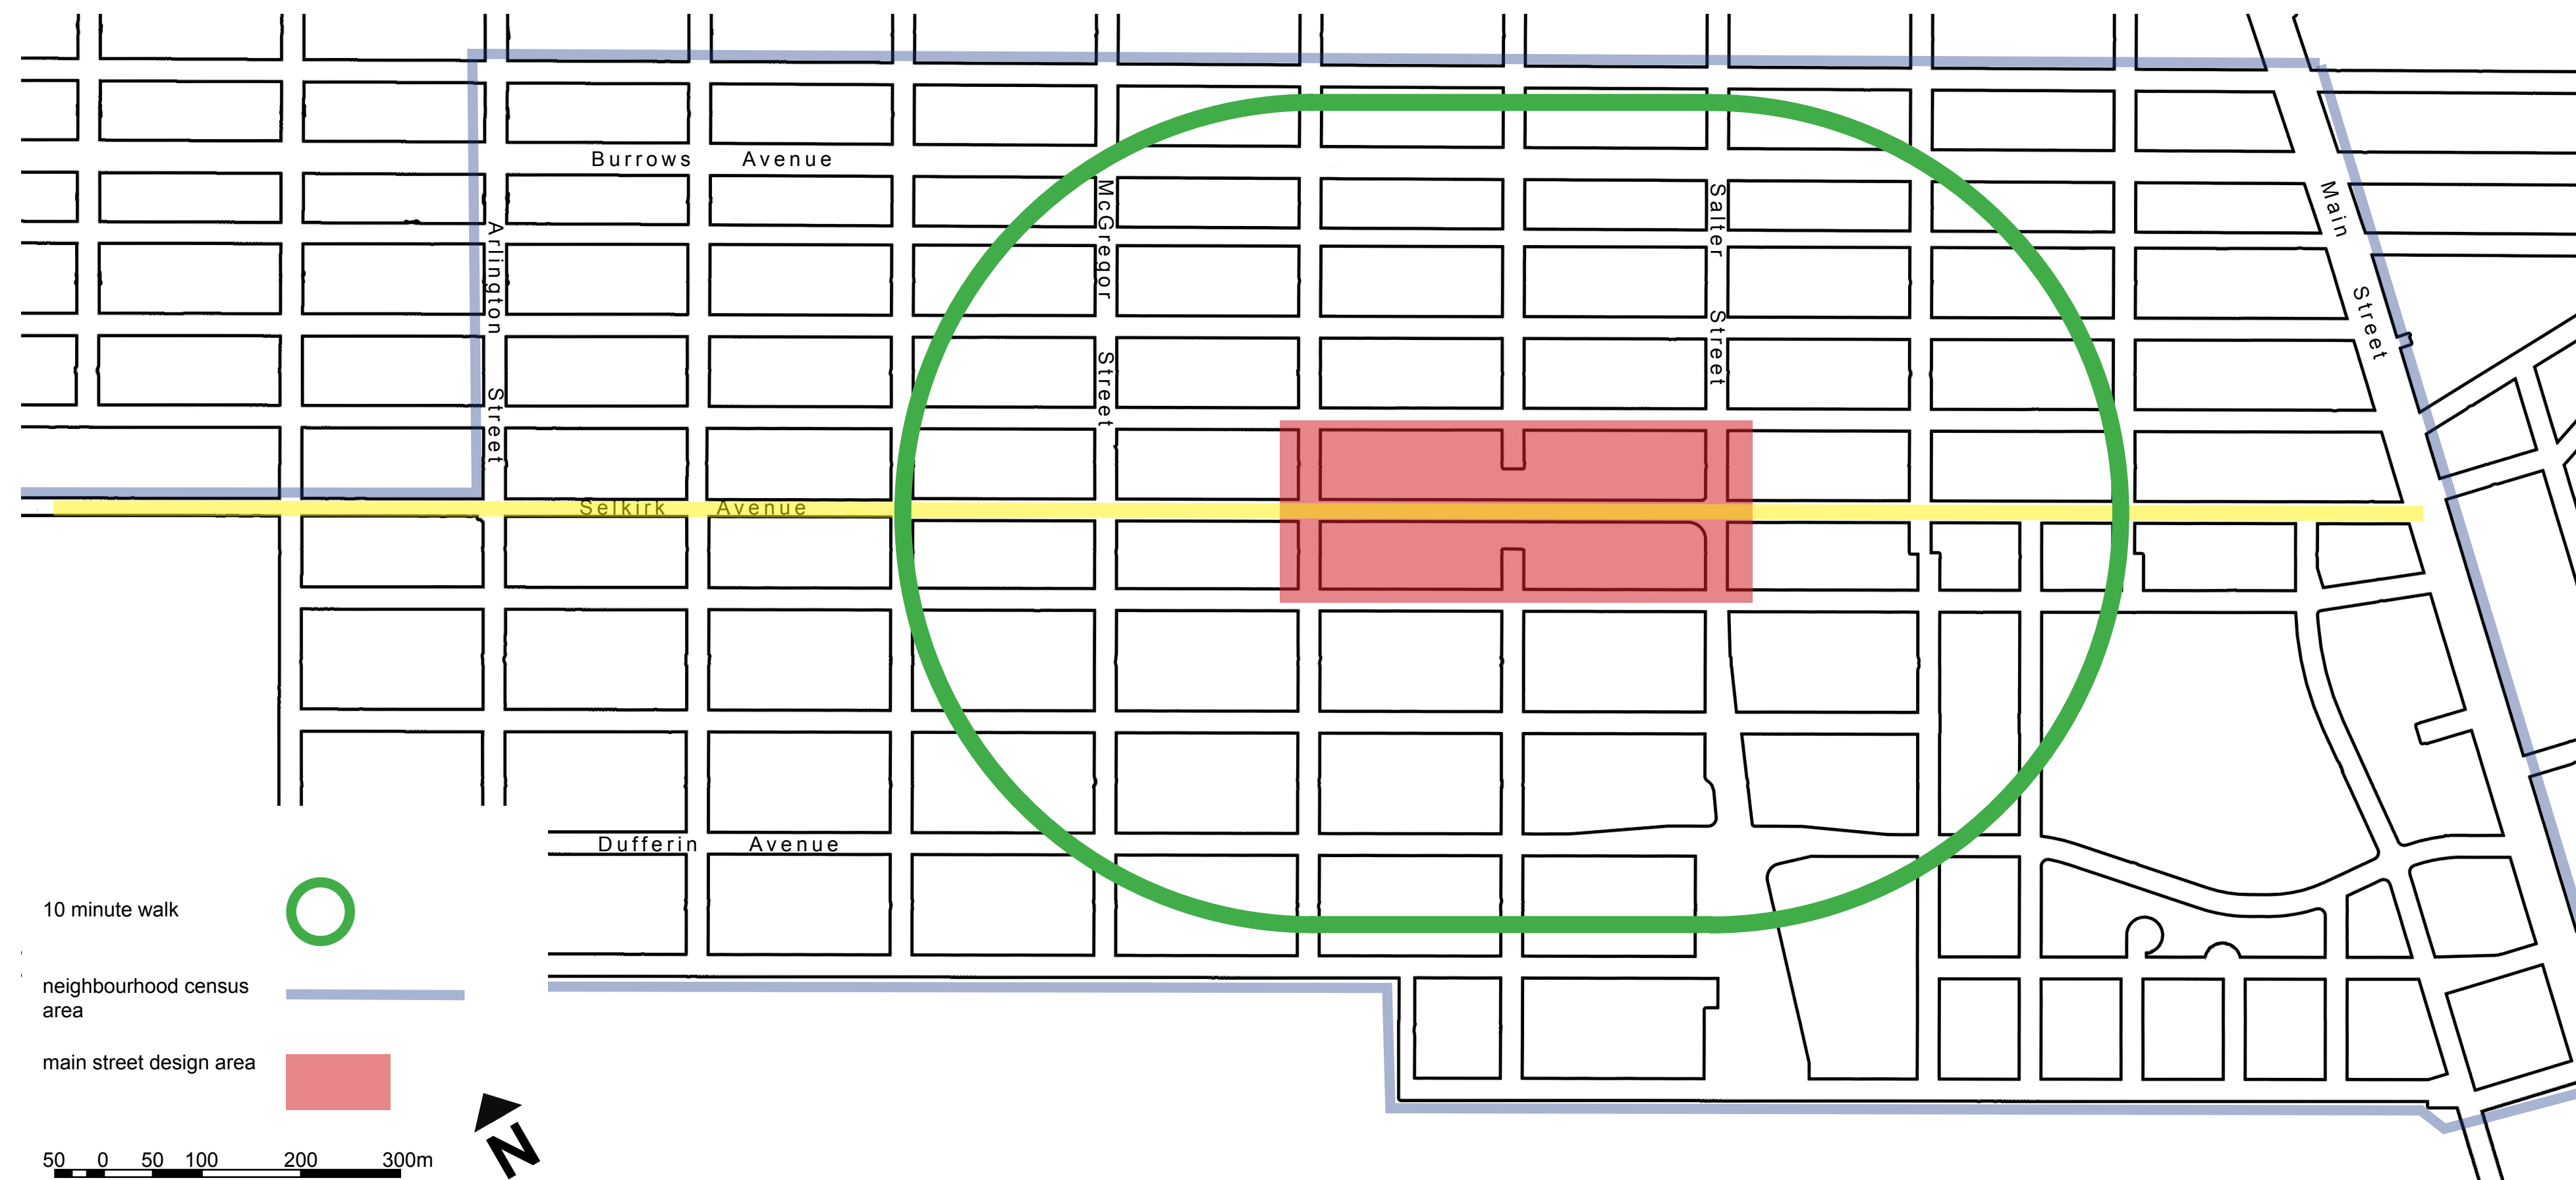 Burrows Avenue
McGregor Street
Salter Street
Main Street
Arlington Street
Selkirk Avenue
Dufferin Avenue
10 minute walk
neighbourhood census
area
main street design area
N
50 0 50 100 200 300m